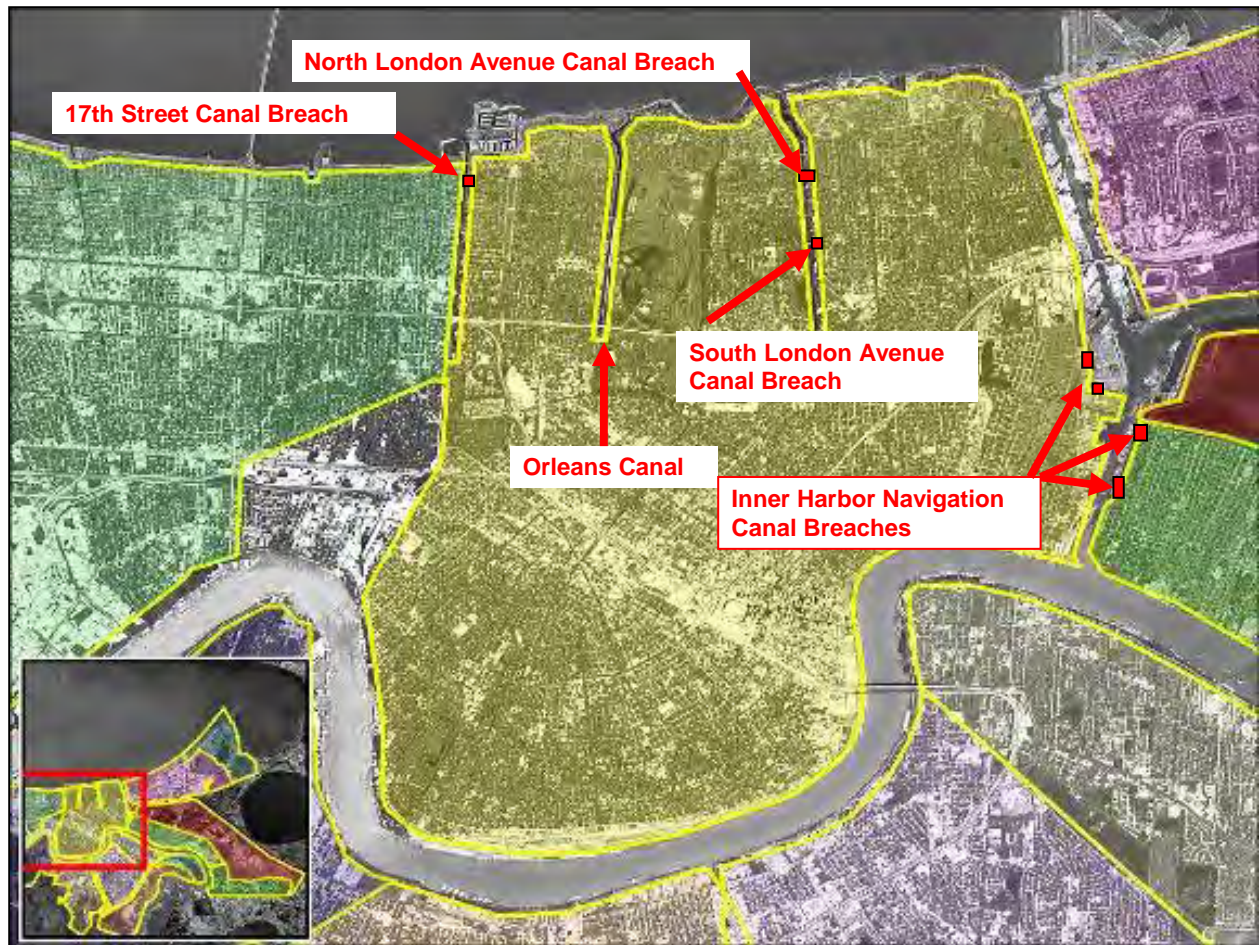 North London Avenue Canal Breach
17th Street Canal Breach
South London Avenue
Canal Breach
Orleans Canal
Inner Harbor Navigation
Canal Breaches